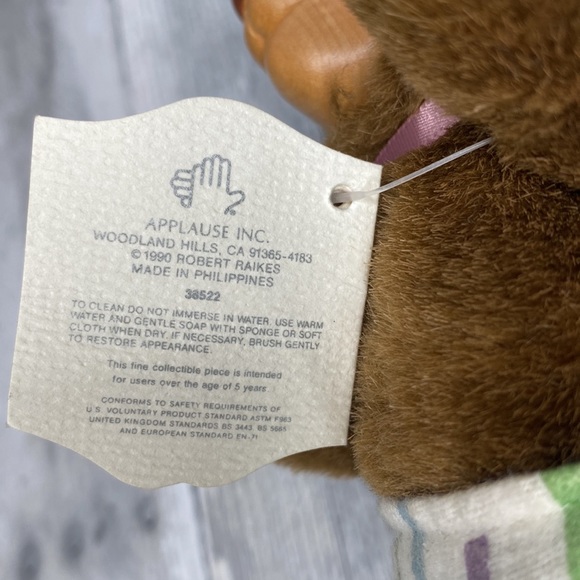 APPLAUSE INC.
WOODLAND HILLS, CA 91365-4183
©1990 ROBERT RAIKES
MADE IN PHILIPPINES
38522
TO CLEAN DO NOT IMMERSE IN WATER. USE WARM
WATER AND GENTLE SOAP WITH SPONGE OR SOFT
CLOTH WHEN DRY, IF NECESSARY, BRUSH GENTLY
TO RESTORE APPEARANCE.
This fine collectible piece is intended
for users over the age of 5 years
CONFORMS TO SAFETY REQUIREMENTS OF
U.S. VOLUNTARY PRODUCT STANDARD ASTM F963
UNITED KINGDOM STANDARDS BS 3443, BS 5665
AND EUROPEAN STANDARD EN-71